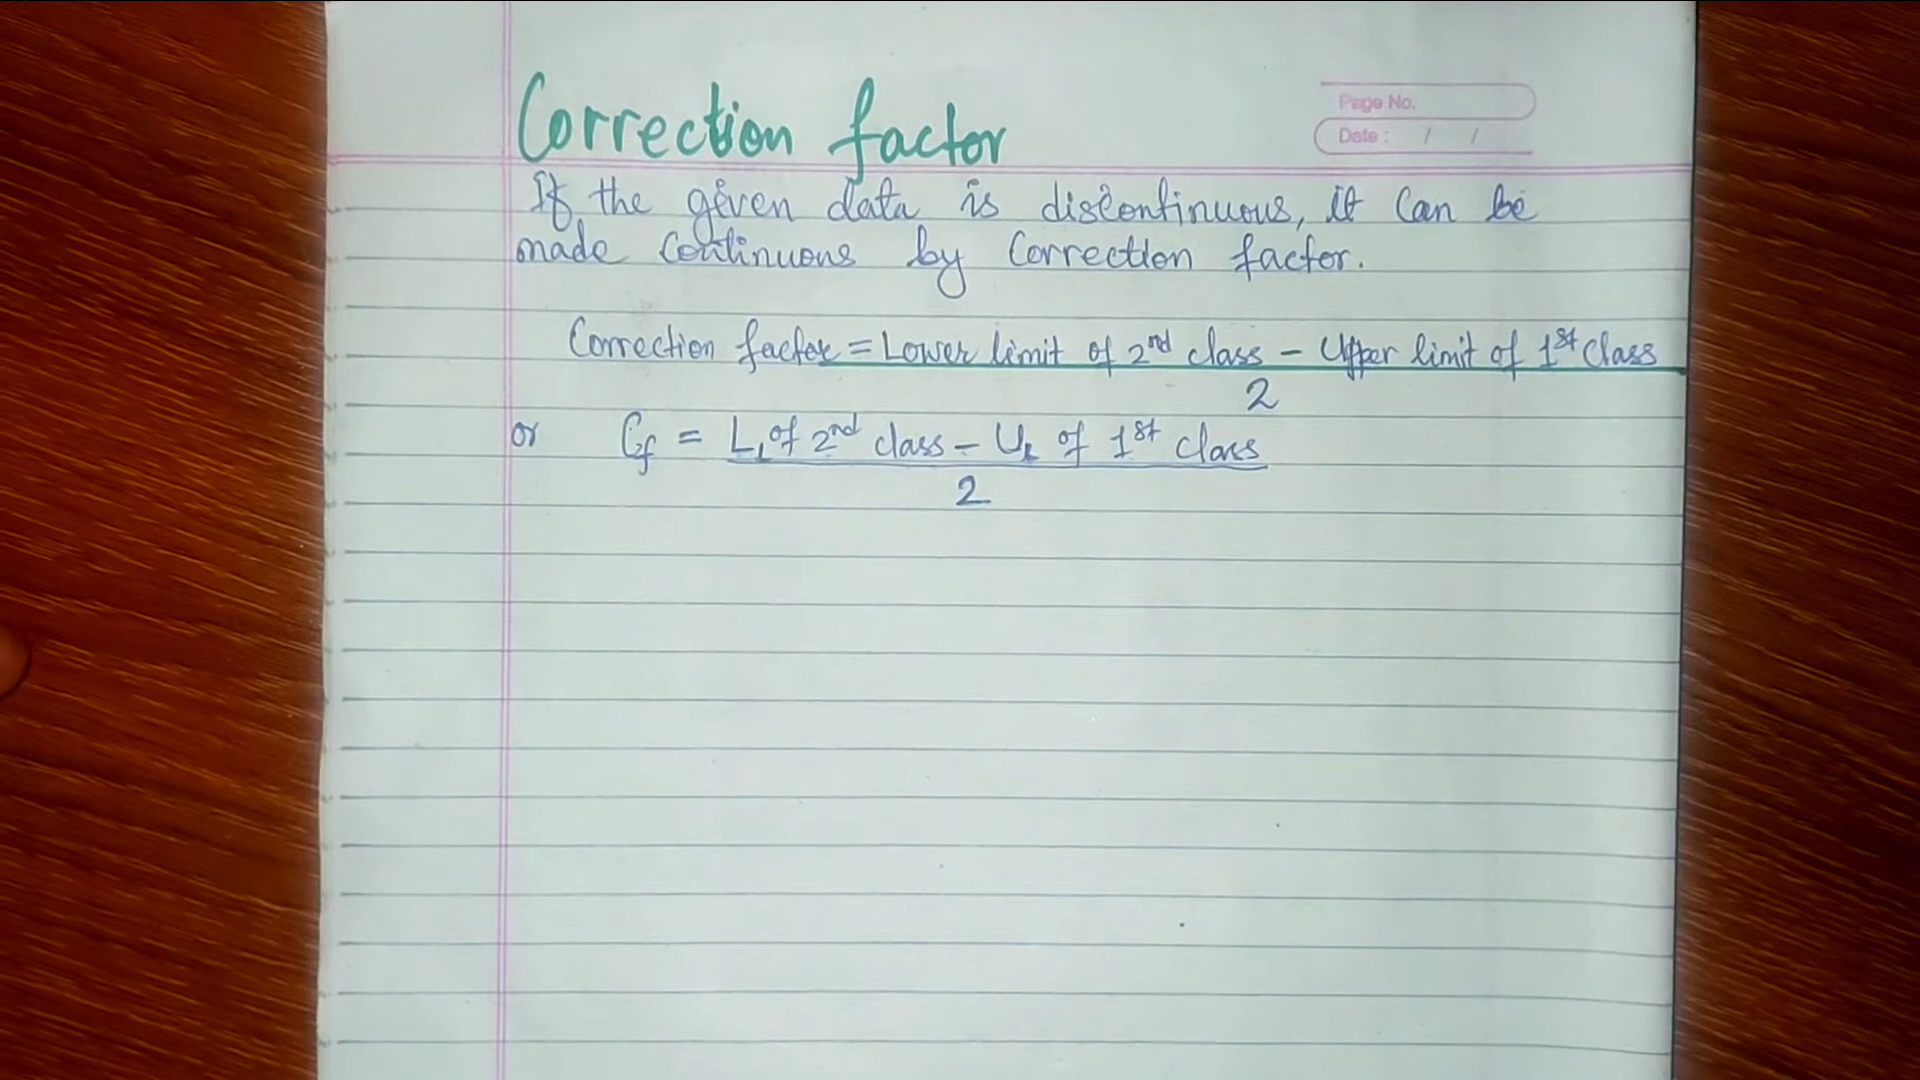 Correction factor
Page No.
Date : / /
If the given data is discontinuous, it can be
made continuous by correction factor.
Correction factor = Lower limit of 2nd class - Upper limit of 1st class
2
or Cf = LL of 2nd class - UL of 1st class
2